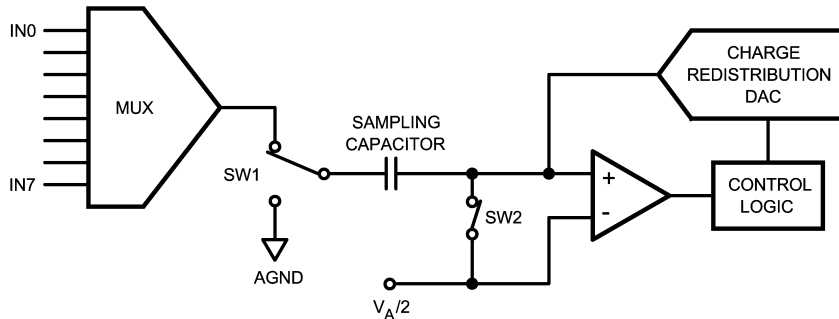 IN0
MUX
IN7
SW1
AGND
SAMPLING
CAPACITOR
SW2
VA/2
+
-
CHARGE
REDISTRIBUTION
DAC
CONTROL
LOGIC